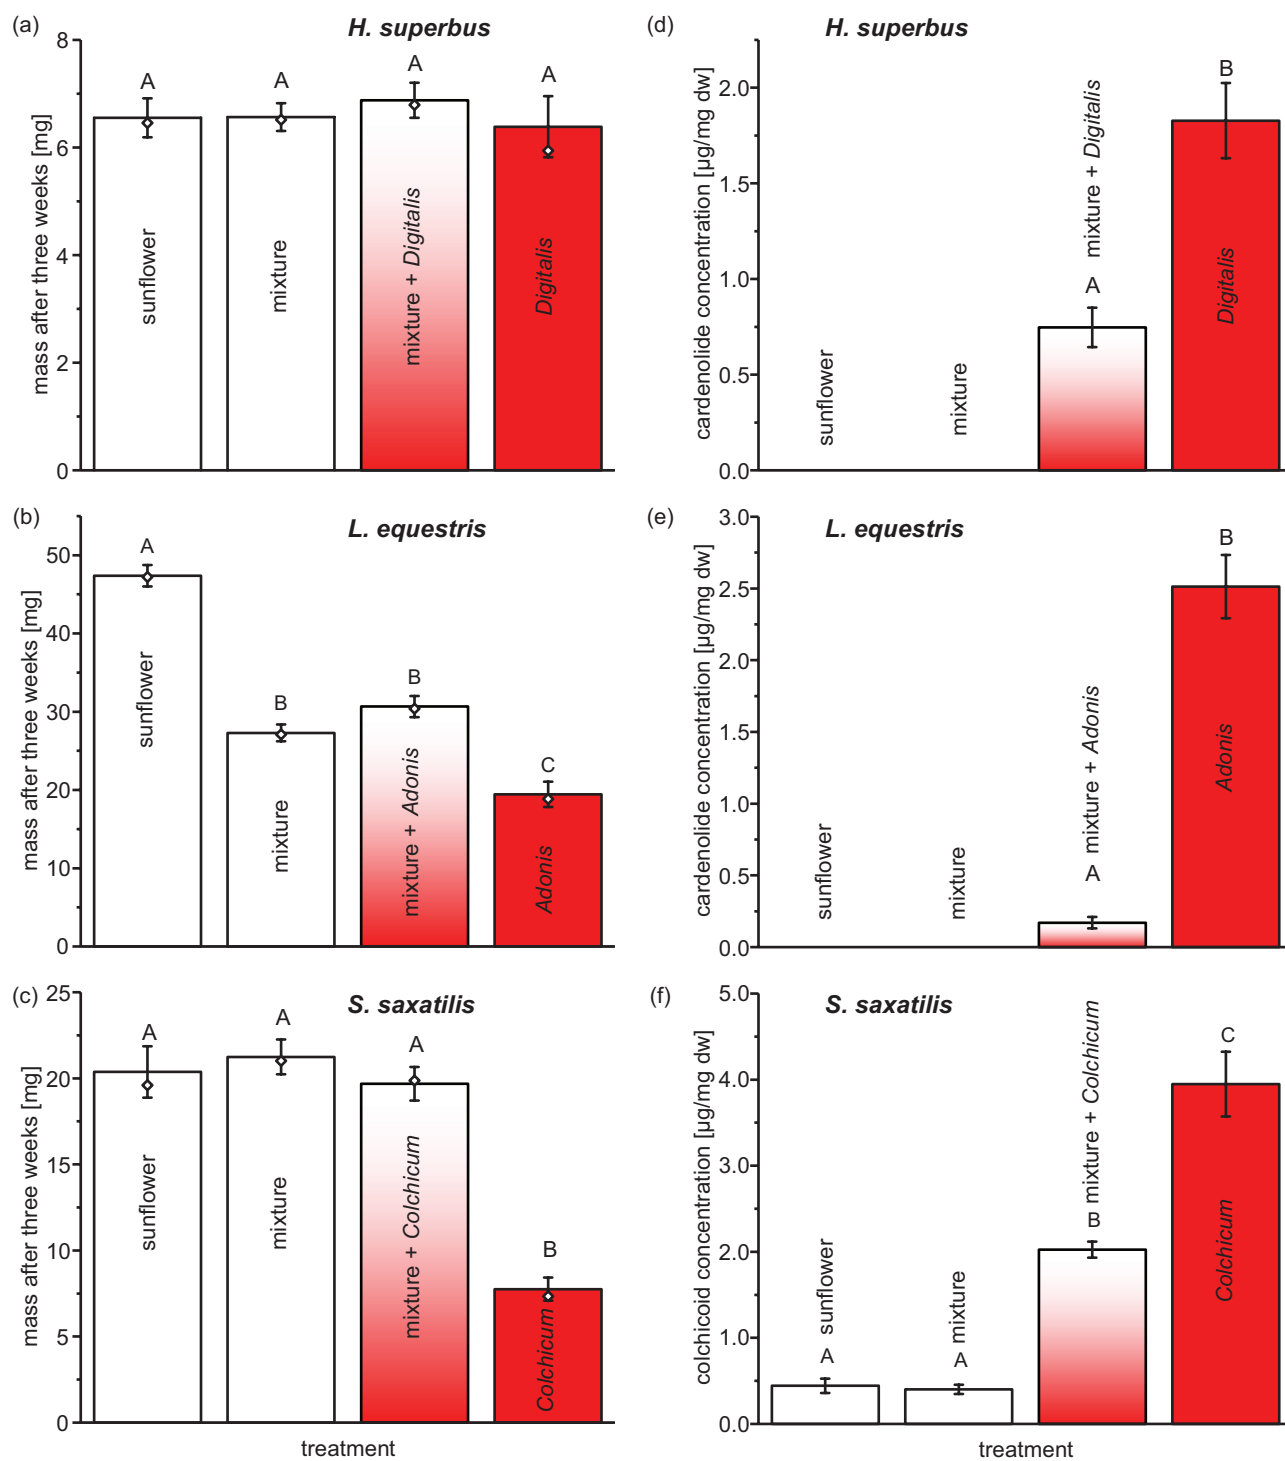 (a)
H. superbus
mass after three weeks [mg]
8
6
4
2
0
A
A
A
A
sunflower
mixture
mixture + Digitalis
Digitalis
(d)
H. superbus
cardenolide concentration [µg/mg dw]
2.0
1.5
1.0
0.5
0.0
sunflower
mixture
A
mixture + Digitalis
B
Digitalis
(b)
L. equestris
mass after three weeks [mg]
50
40
30
20
10
0
A
B
B
C
sunflower
mixture
mixture + Adonis
Adonis
(e)
L. equestris
cardenolide concentration [µg/mg dw]
3.0
2.5
2.0
1.5
1.0
0.5
0.0
sunflower
mixture
A
mixture + Adonis
B
Adonis
(c)
S. saxatilis
mass after three weeks [mg]
25
20
15
10
5
0
A
A
A
B
sunflower
mixture
mixture + Colchicum
Colchicum
treatment
(f)
S. saxatilis
colchicoid concentration [µg/mg dw]
5.0
4.0
3.0
2.0
1.0
0.0
A
sunflower
A
mixture
B
mixture + Colchicum
C
Colchicum
treatment